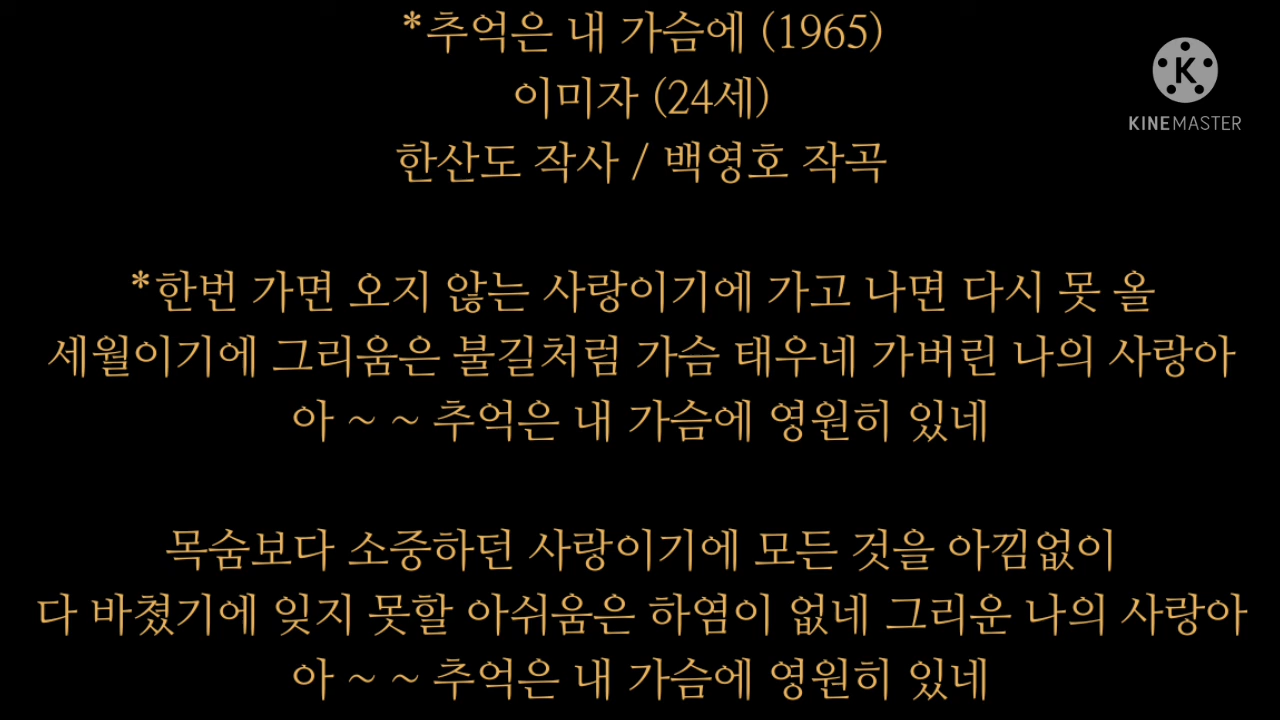 *추억은 내 가슴에 (1965)
이미자 (24세)
KINEMASTER
한산도 작사 / 백영호 작곡
*한번 가면 오지 않는 사랑이기에 가고 나면 다시 못 올
세월이기에 그리움은 불길처럼 가슴 태우네 가버린 나의 사랑아
아 ~ ~ 추억은 내 가슴에 영원히 있네
목숨보다 소중하던 사랑이기에 모든 것을 아낌없이
다 바쳤기에 잊지 못할 아쉬움은 하염이 없네 그리운 나의 사랑아
아 ~ ~ 추억은 내 가슴에 영원히 있네